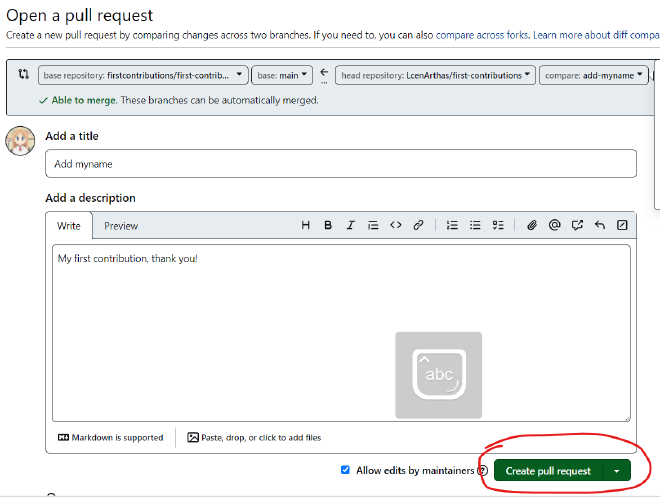 Open a pull request
Create a new pull request by comparing changes across two branches. If you need to, you can also compare across forks. Learn more about diff compa
base repository: firstcontributions/first-contrib... base: main ... head repository: LcenArthas/first-contributions compare: add-myname
Able to merge. These branches can be automatically merged.
Add a title
Add myname
Add a description
Write Preview H B I
My first contribution, thank you!
abc
Markdown is supported Paste, drop, or click to add files
Allow edits by maintainers ? Create pull request